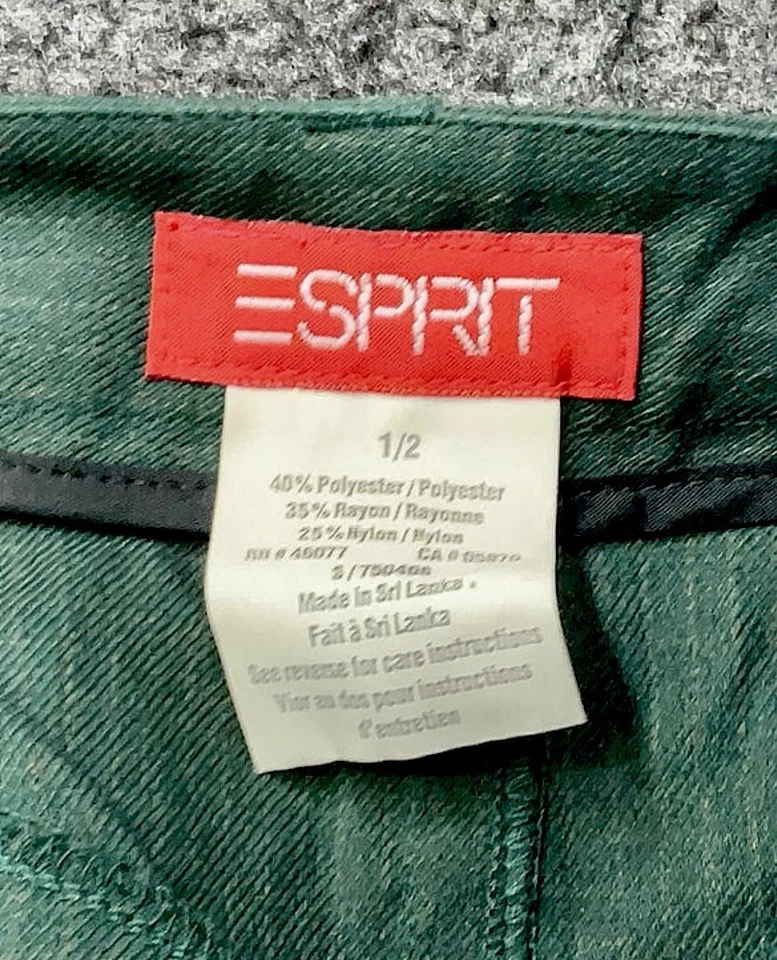 ESPRIT
1/2
40% Polyester / Polyester
35% Rayon / Rayonne
25% Nylon / Nylon
RN # 46077 CA #
Made in Sri Lanka
Fait à Sri Lanka
See reverse for care instructions
Vior au dos pour instructions
d'entretien